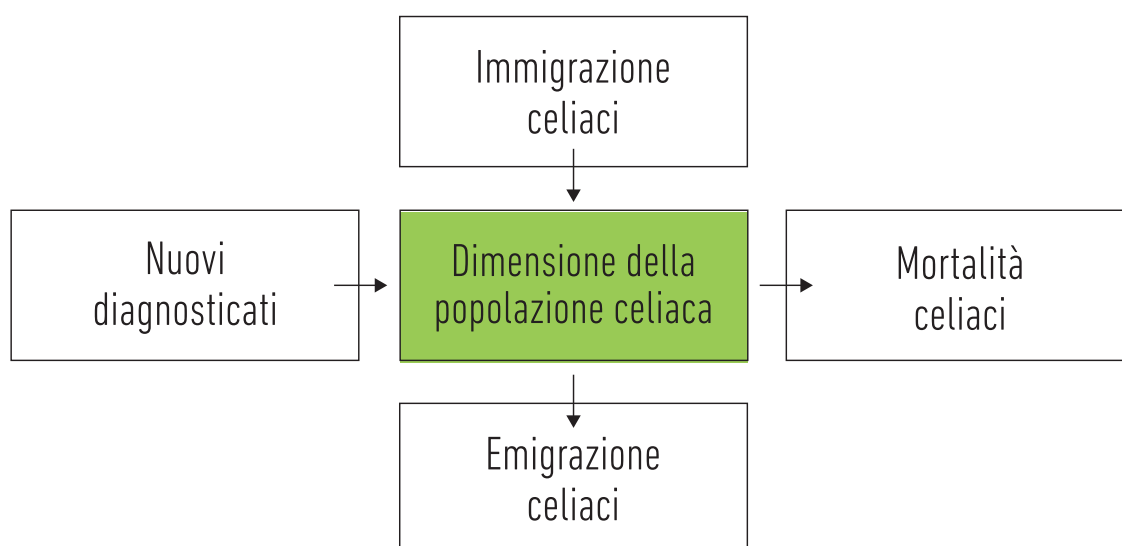 Immigrazione
celiaci
Nuovi
diagnosticati
Dimensione della
popolazione celiaca
Mortalità
celiaci
Emigrazione
celiaci